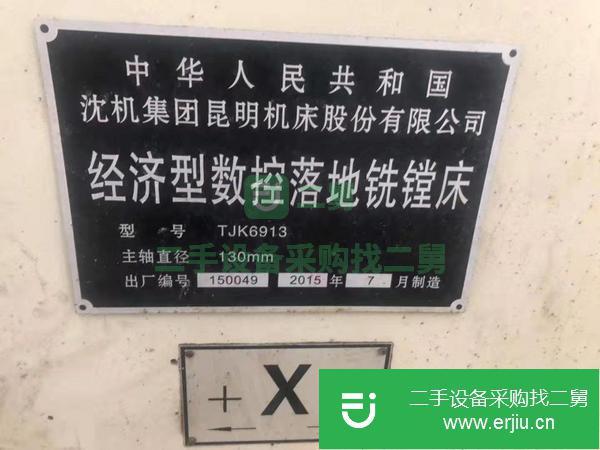 中华人民共和国
沈机集团昆明机床股份有限公司
经济型数控落地铣镗床
二舅
型 号 TJK6913
二手设备采购找二舅
主轴直径 130mm
出厂编号 150049 2015 年 7 月制造
+ X
二手设备采购找二舅
www.erjiu.cn